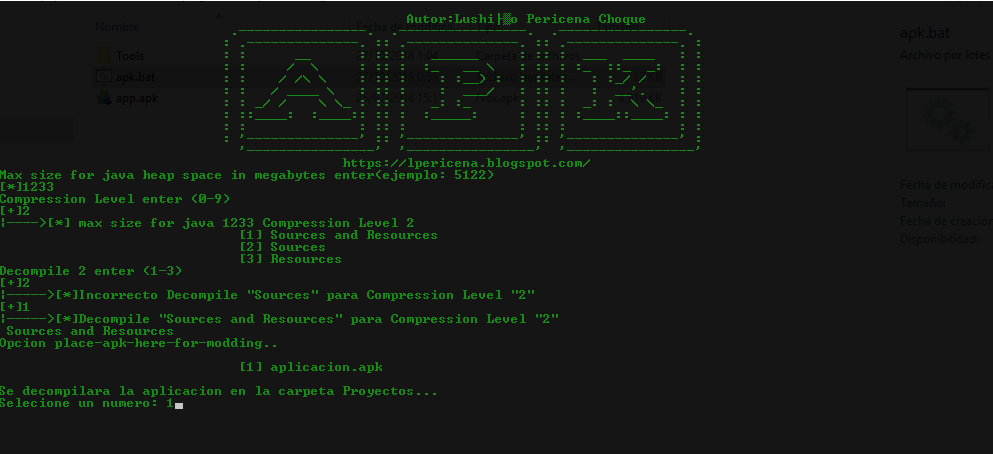 Autor:Lushi
o Pericena Choque
Nombre
Fecha de
Tools
apk.bat
app.apk
APK
https://lpericena.blogspot.com/
Max size for java heap space in megabytes enter(ejemplo: 5122)
[*]1233
Compression Level enter (0-9)
[+]2
¦---->[*] max size for java 1233 Compression Level 2
[1] Sources and Resources
[2] Sources
[3] Resources
Decompile 2 enter (1-3)
[+]2
¦----->[*]Incorrecto Decompile "Sources" para Compression Level "2"
[+]1
¦----->[*]Decompile "Sources and Resources" para Compression Level "2"
Sources and Resources
Opcion place-apk-here-for-modding..
[1] aplicacion.apk
Se decompilara la aplicacion en la carpeta Proyectos...
Selecione un numero: 1
apk.bat
Archivo por lotes
Fecha de modifica
Tamaño:
Fecha de creación
Disponibilidad: